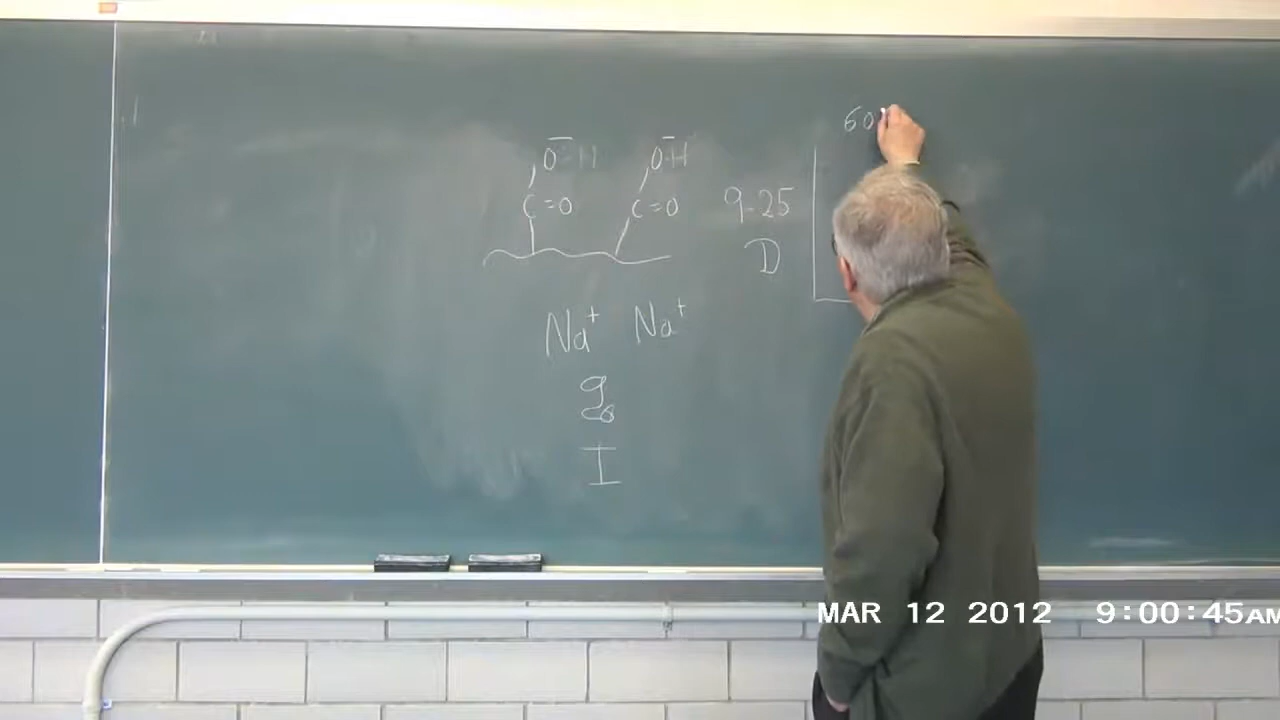 60
O-H O-H
C=O C=O 9-25
D
Na+ Na+
g
I
MAR 12 2012 9:00:45AM